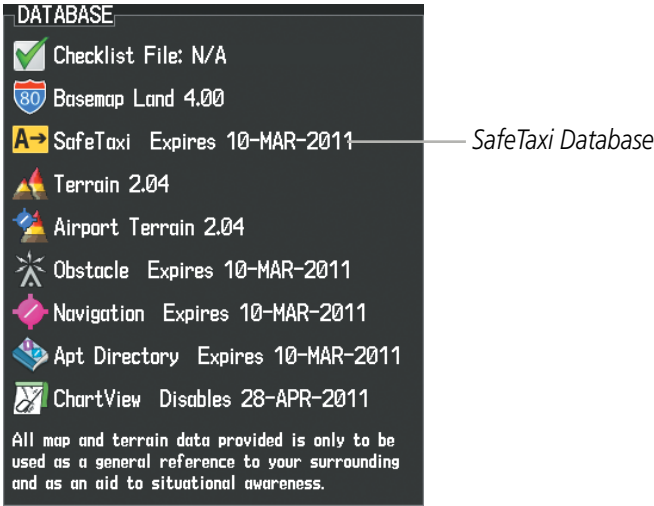 DATABASE
Checklist File: N/A
80 Basemap Land 4.00
A→ SafeTaxi Expires 10-MAR-2011 SafeTaxi Database
Terrain 2.04
Airport Terrain 2.04
Obstacle Expires 10-MAR-2011
Navigation Expires 10-MAR-2011
Apt Directory Expires 10-MAR-2011
ChartView Disables 28-APR-2011
All map and terrain data provided is only to be
used as a general reference to your surrounding
and as an aid to situational awareness.